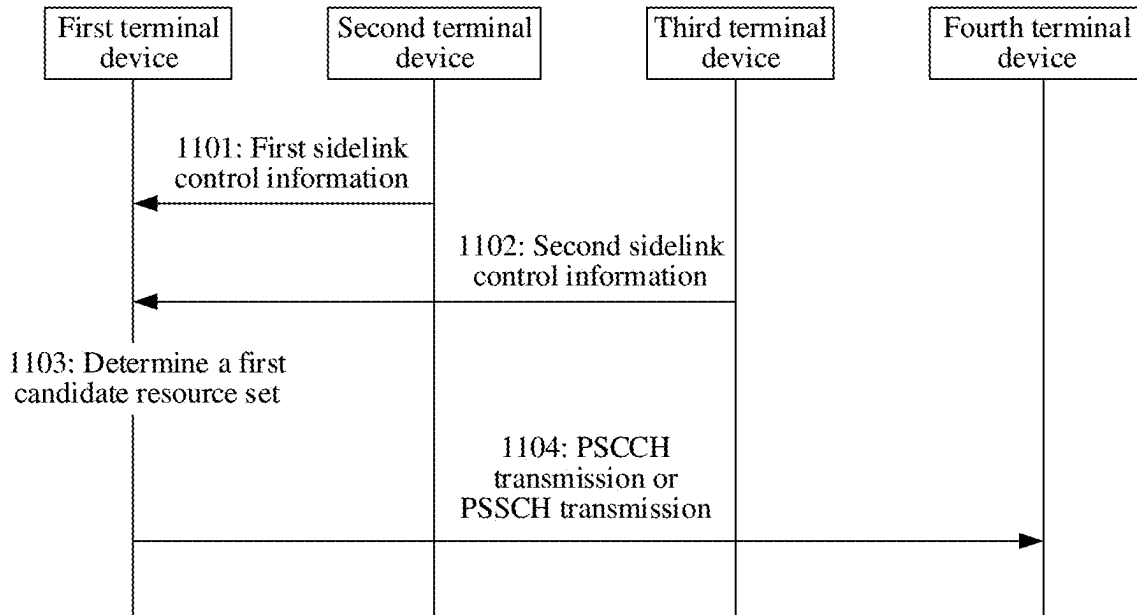 First terminal
device
Second terminal
device
Third terminal
device
Fourth terminal
device
1101: First sidelink
control information
1102: Second sidelink
control information
1103: Determine a first
candidate resource set
1104: PSCCH
transmission or
PSSCH transmission